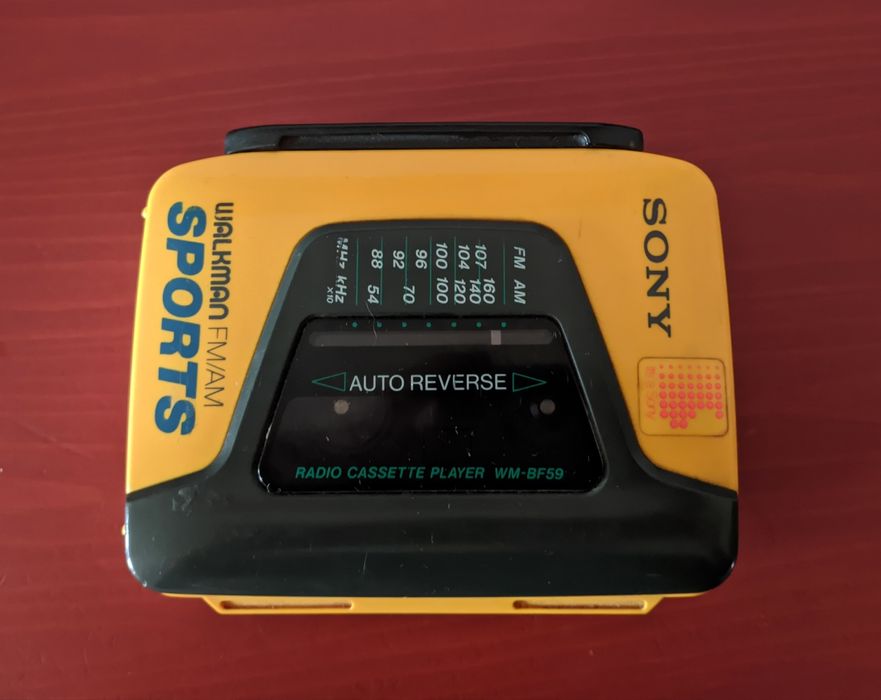 WALKMAN FM/AM
SPORTS
SONY
FM AM
107 160
104 140
100 120
96 100
92 70
88 54
MHz kHz
X10
AUTO REVERSE
RADIO CASSETTE PLAYER WM-BF59